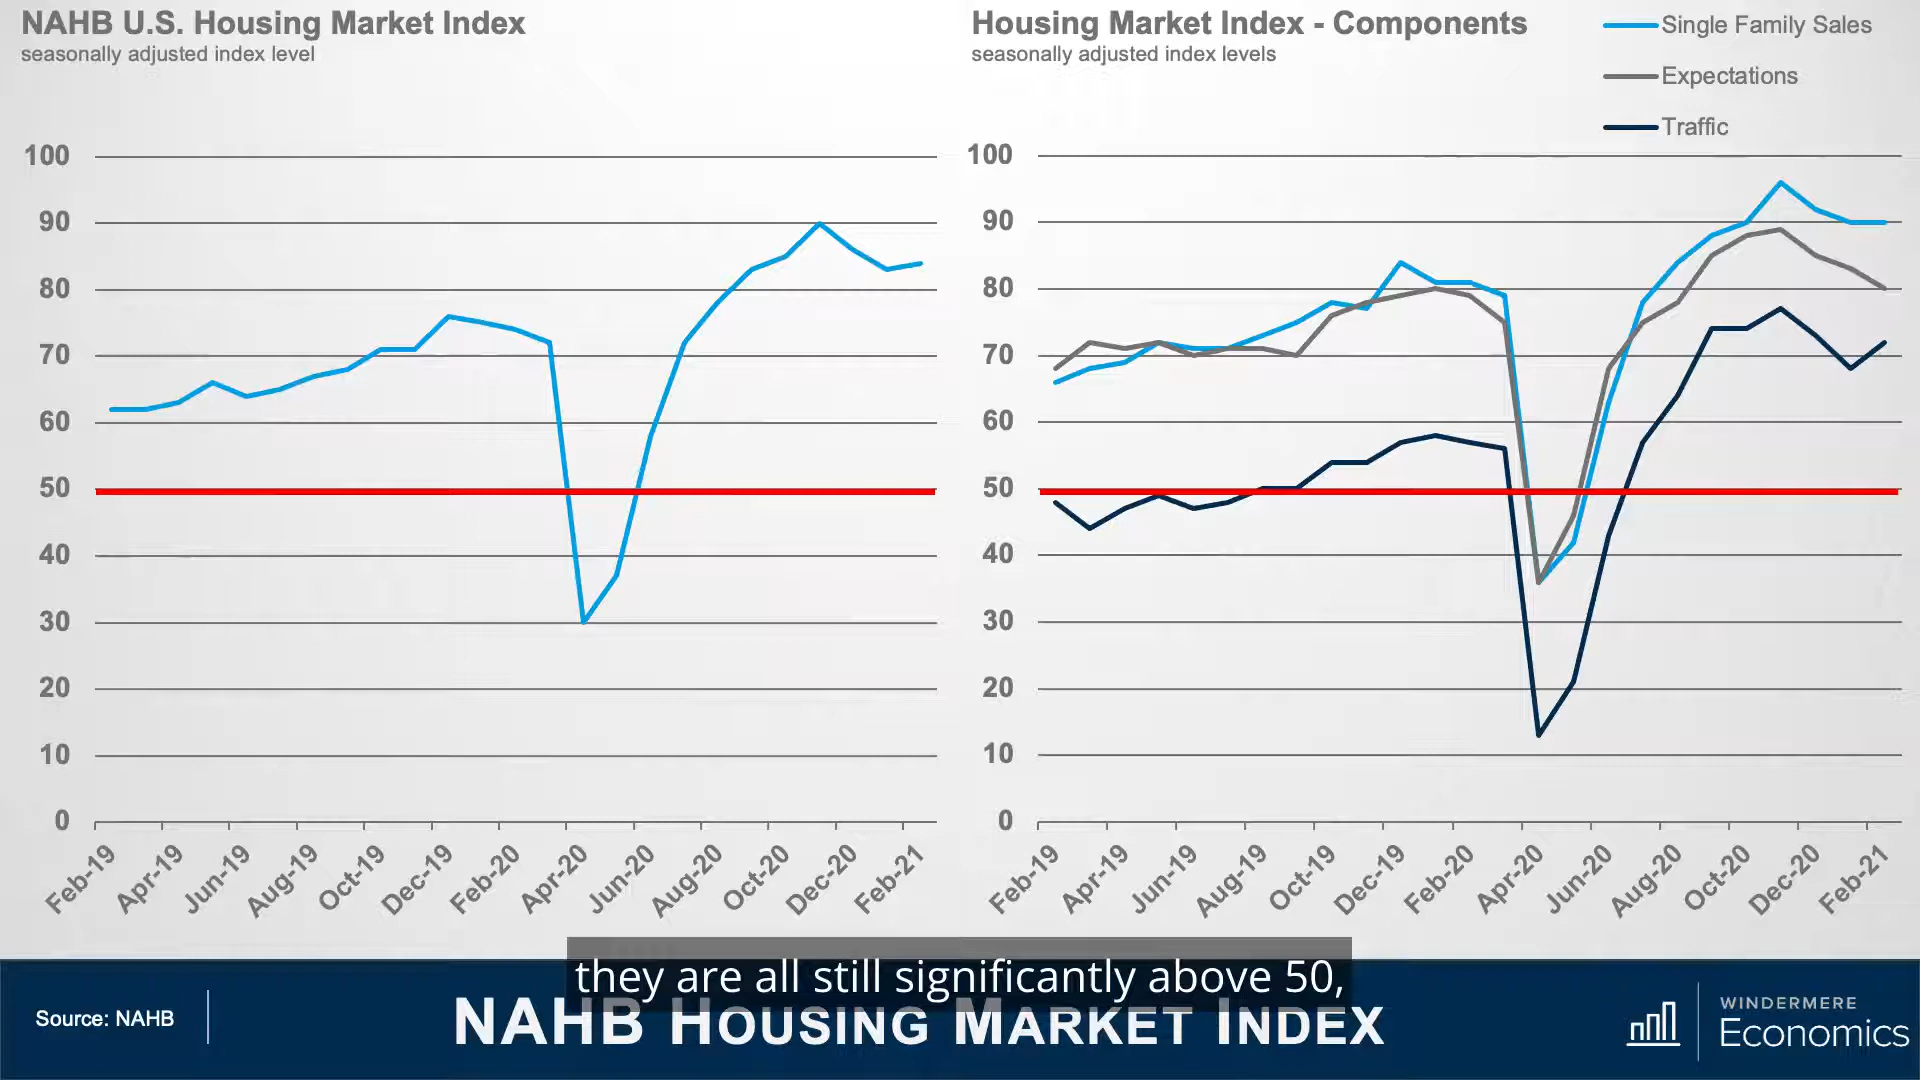 NAHB U.S. Housing Market Index
seasonally adjusted index level
100
90
80
70
60
50
40
30
20
10
0
Feb-19
Apr-19
Jun-19
Aug-19
Oct-19
Dec-19
Feb-20
Apr-20
Jun-20
Aug-20
Oct-20
Dec-20
Feb-21
Housing Market Index - Components
seasonally adjusted index levels
Single Family Sales
Expectations
Traffic
100
90
80
70
60
50
40
30
20
10
0
Feb-19
Apr-19
Jun-19
Aug-19
Oct-19
Dec-19
Feb-20
Apr-20
Jun-20
Aug-20
Oct-20
Dec-20
Feb-21
they are all still significantly above 50,
Source: NAHB
NAHB HOUSING MARKET INDEX
WINDERMERE
Economics